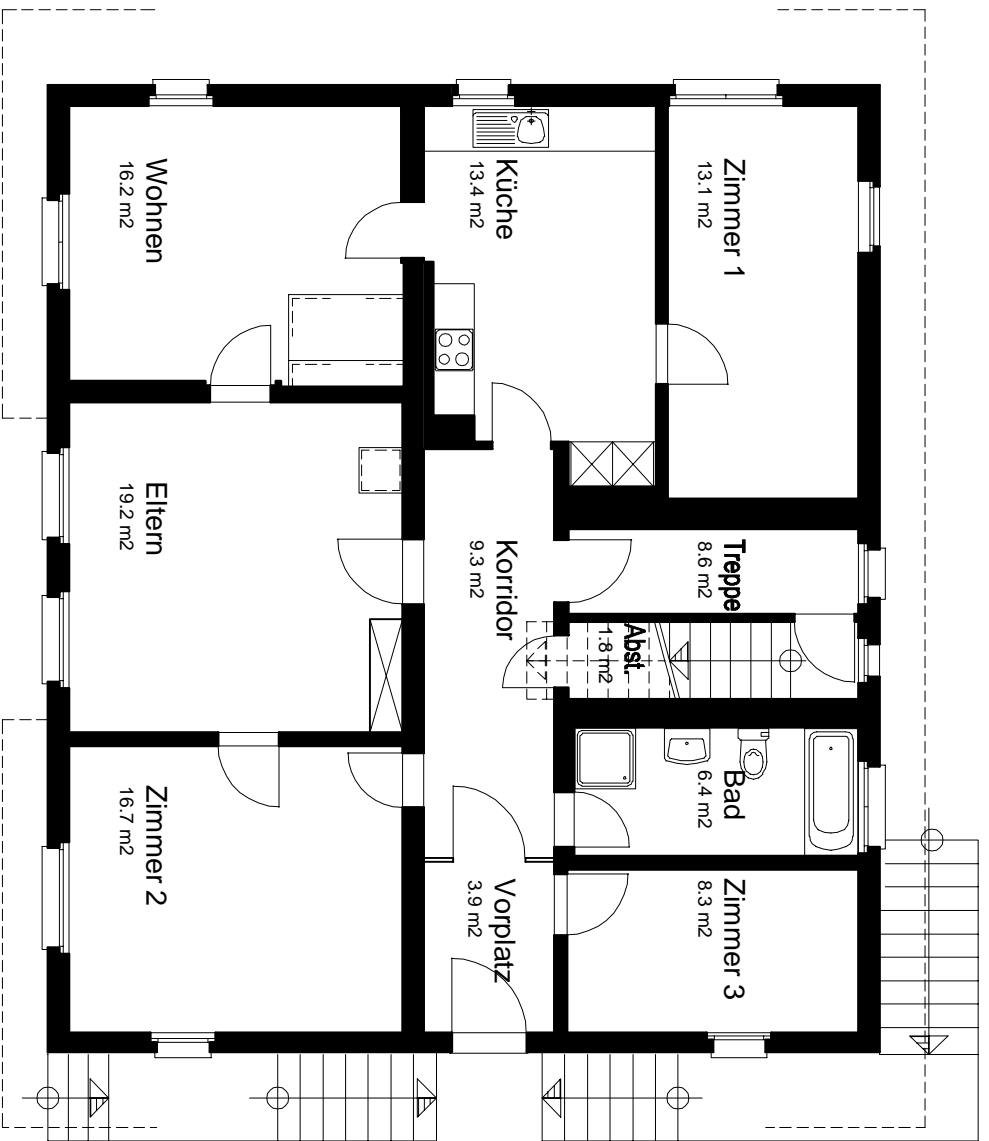 Wohnen
16.2 m2
Küche
13.4 m2
Zimmer 1
13.1 m2
Eltern
19.2 m2
Korridor
9.3 m2
Treppe
8.6 m2
Abst.
1.8 m2
Zimmer 2
16.7 m2
Bad
6.4 m2
Vorplatz
3.9 m2
Zimmer 3
8.3 m2